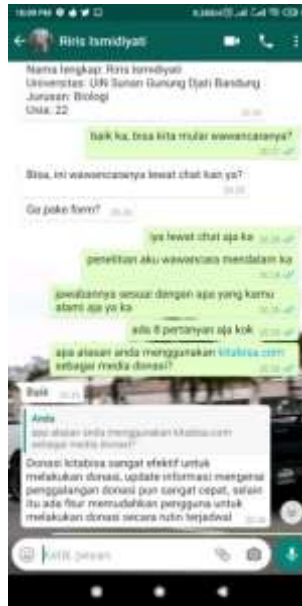 Riris Ismidiyati
Nama lengkap: Riris Ismidiyati
Universitas: UIN Sunan Gunung Djati Bandung
Jurusan: Biologi
Usia: 22
baik ka, bisa kita mulai wawancaranya?
Bisa, ini wawancaranya lewat chat kan ya?
Ga pake form?
iya lewat chat aja ka
penelitian aku wawancara mendalam ka
jawabannya sesuai dengan apa yang kamu
alami aja ya ka
ada 8 pertanyan aja kok
apa alasan anda menggunakan kitabisa.com
sebagai media donasi?
Baik
Anda
apa alasan anda menggunakan kitabisa.com
sebagai media donasi?
Donasi kitabisa sangat efektif untuk
melakukan donasi, update informasi mengenai
penggalangan donasi pun sangat cepat, selain
itu ada fitur memudahkan pengguna untuk
melakukan donasi secara rutin terjadwal
Ketik pesan